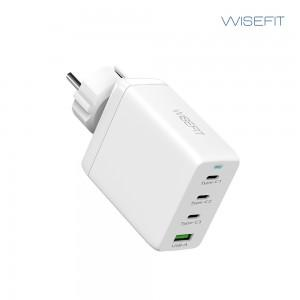 WISEFIT
WISEFIT
Type-C1
Type-C2
Type-C3
USB-A